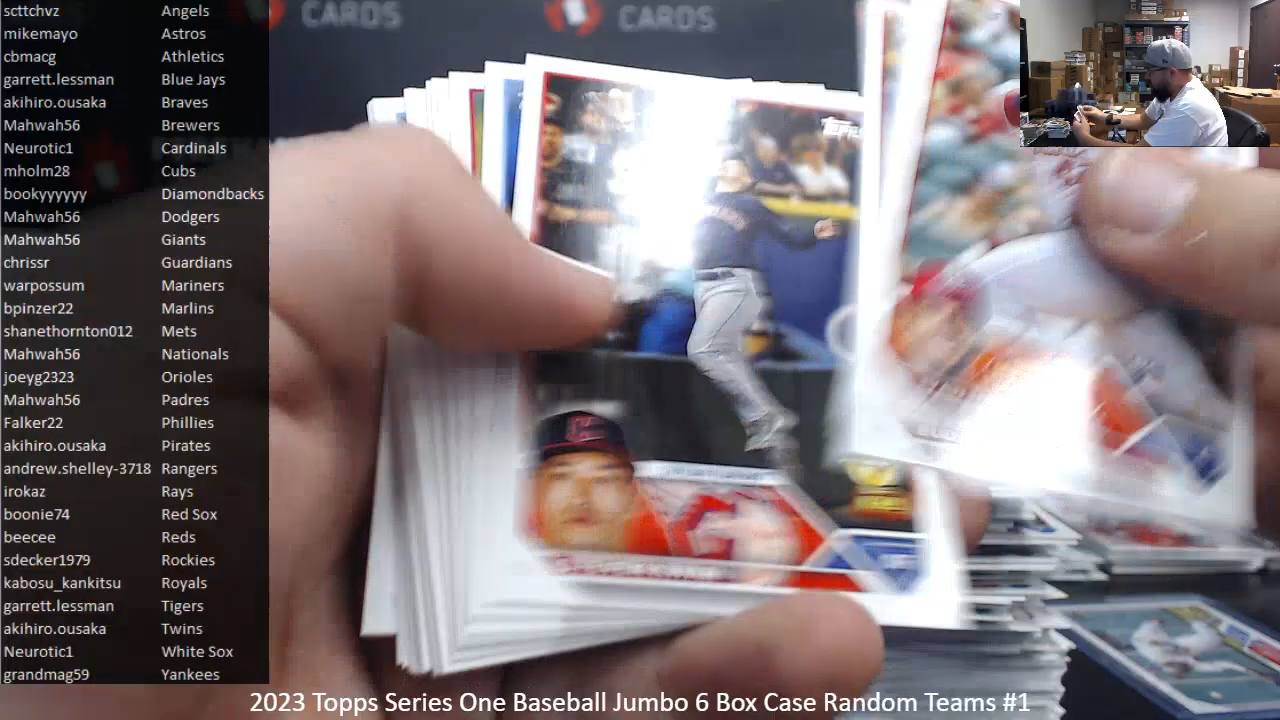 CARDS CARDS
scttchvz Angels
mikemayo Astros
cbmacg Athletics
garrett.lessman Blue Jays
akihiro.ousaka Braves
Mahwah56 Brewers
Neurotic1 Cardinals
mholm28 Cubs
bookyyyyyy Diamondbacks
Mahwah56 Dodgers
Mahwah56 Giants
chrissr Guardians
warpossum Mariners
bpinzer22 Marlins
shanethornton012 Mets
Mahwah56 Nationals
joeyg2323 Orioles
Mahwah56 Padres
Falker22 Phillies
akihiro.ousaka Pirates
andrew.shelley-3718 Rangers
irokaz Rays
boonie74 Red Sox
beecee Reds
sdecker1979 Rockies
kabosu_kankitsu Royals
garrett.lessman Tigers
akihiro.ousaka Twins
Neurotic1 White Sox
grandmag59 Yankees
2023 Topps Series One Baseball Jumbo 6 Box Case Random Teams #1